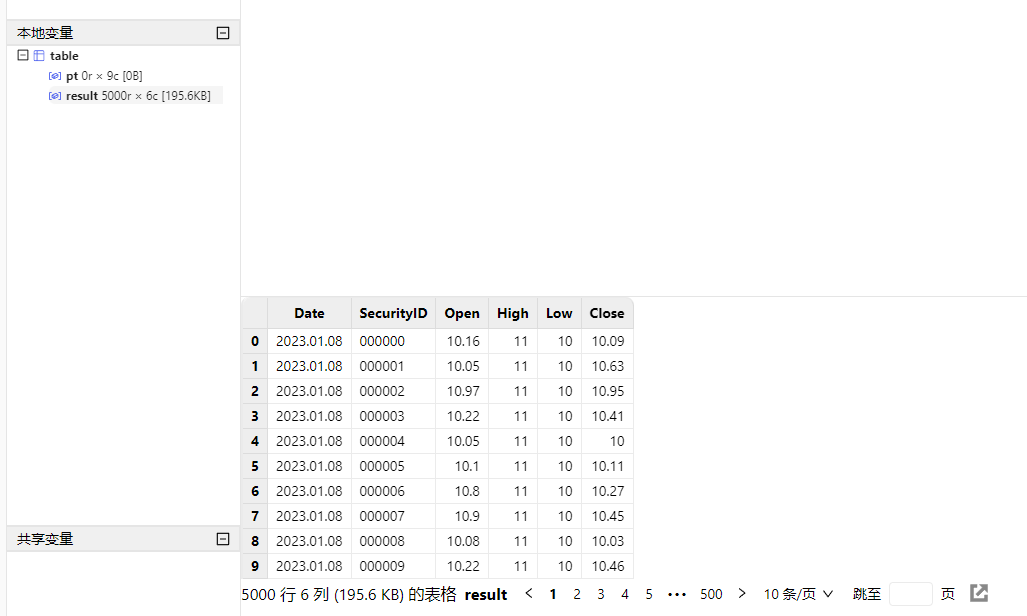 本地变量
table
pt 0r × 9c [0B]
result 5000r × 6c [195.6KB]
共享变量
Date SecurityID Open High Low Close
0 2023.01.08 000000 10.16 11 10 10.09
1 2023.01.08 000001 10.05 11 10 10.63
2 2023.01.08 000002 10.97 11 10 10.95
3 2023.01.08 000003 10.22 11 10 10.41
4 2023.01.08 000004 10.05 11 10 10
5 2023.01.08 000005 10.1 11 10 10.11
6 2023.01.08 000006 10.8 11 10 10.27
7 2023.01.08 000007 10.9 11 10 10.45
8 2023.01.08 000008 10.08 11 10 10.03
9 2023.01.08 000009 10.22 11 10 10.46
5000 行 6 列 (195.6 KB) 的表格 result < 1 2 3 4 5 ••• 500 > 10 条/页 跳至 页